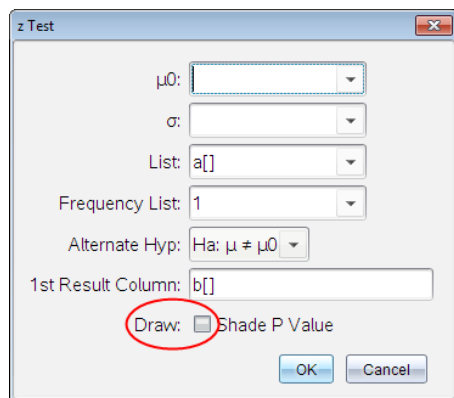 z Test
μ0:
σ:
List: a[]
Frequency List: 1
Alternate Hyp: Ha: μ ≠ μ0
1st Result Column: b[]
Draw: Shade P Value
OK Cancel